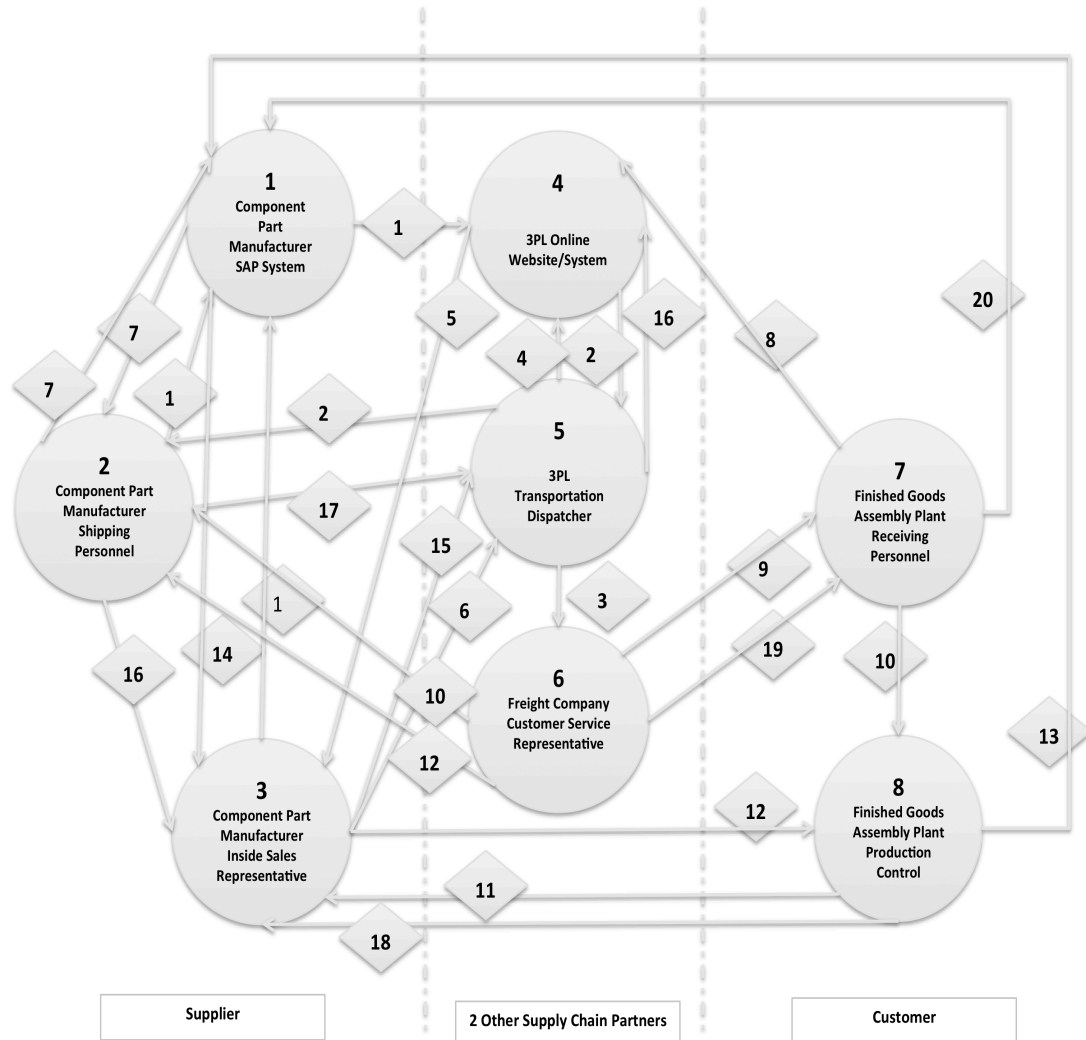 1
Component
Part
Manufacturer
SAP System
4
3PL Online
Website/System
1
5
4
2
16
8
20
7
7
1
2
2
Component Part
Manufacturer
Shipping
Personnel
17
5
3PL
Transportation
Dispatcher
7
Finished Goods
Assembly Plant
Receiving
Personnel
15
6
3
9
1
14
16
10
12
19
10
6
Freight Company
Customer Service
Representative
13
3
Component Part
Manufacturer
Inside Sales
Representative
12
8
Finished Goods
Assembly Plant
Production
Control
11
18
Supplier
2 Other Supply Chain Partners
Customer